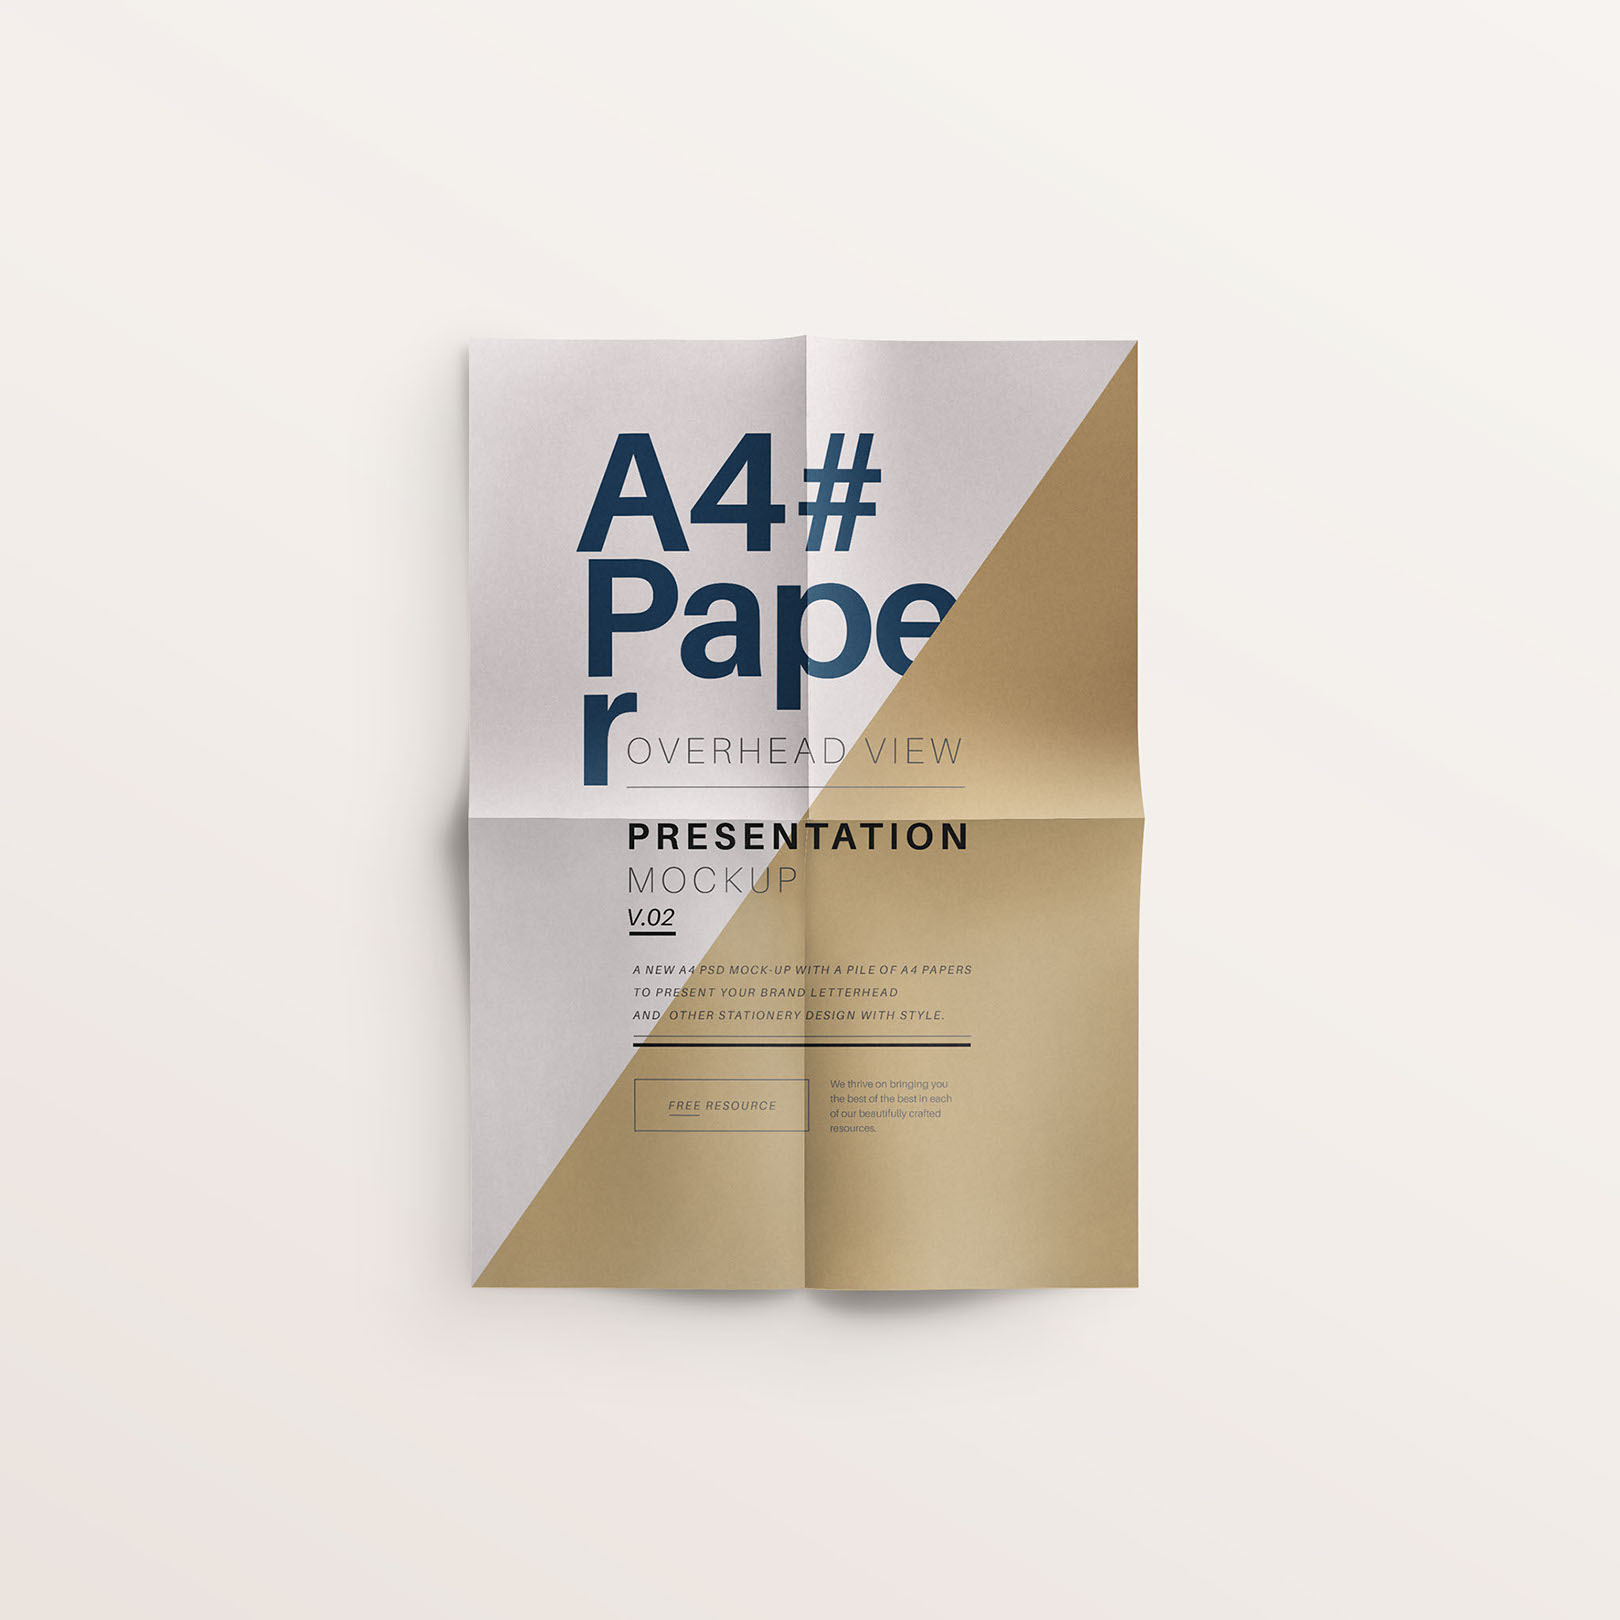 A4#
Pape
r
OVERHEAD VIEW
PRESENTATION
MOCKUP
V.02
A NEW A4 PSD MOCK-UP WITH A PILE OF A4 PAPERS
TO PRESENT YOUR BRAND LETTERHEAD
AND OTHER STATIONERY DESIGN WITH STYLE.
FREE RESOURCE
We thrive on bringing you
the best of the best in each
of our beautifully crafted
resources.